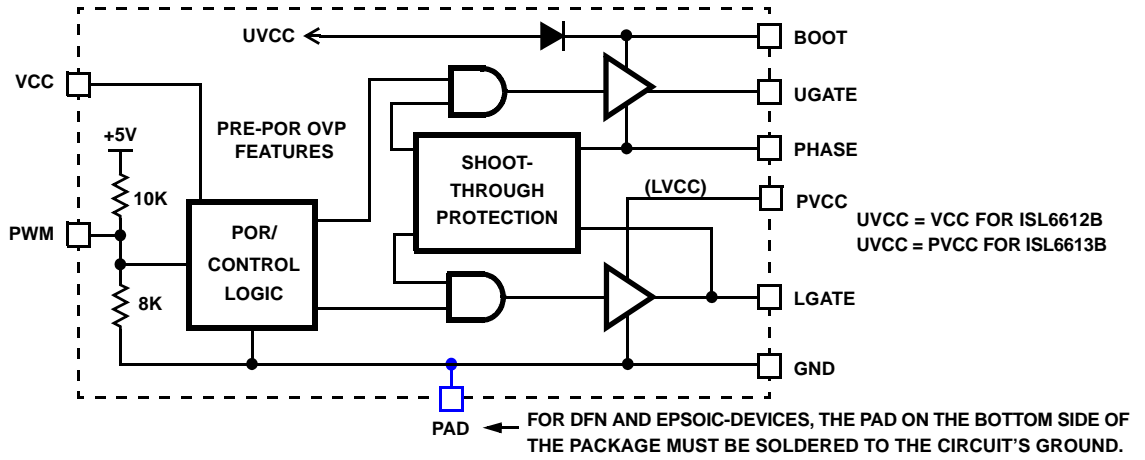 UVCC
BOOT
VCC
UGATE
+5V
PRE-POR OVP
FEATURES
PHASE
SHOOT-
THROUGH
PROTECTION
10K
(LVCC)
PVCC
PWM
POR/
CONTROL
LOGIC
UVCC = VCC FOR ISL6612B
UVCC = PVCC FOR ISL6613B
8K
LGATE
GND
PAD
FOR DFN AND EPSOIC-DEVICES, THE PAD ON THE BOTTOM SIDE OF
THE PACKAGE MUST BE SOLDERED TO THE CIRCUIT'S GROUND.